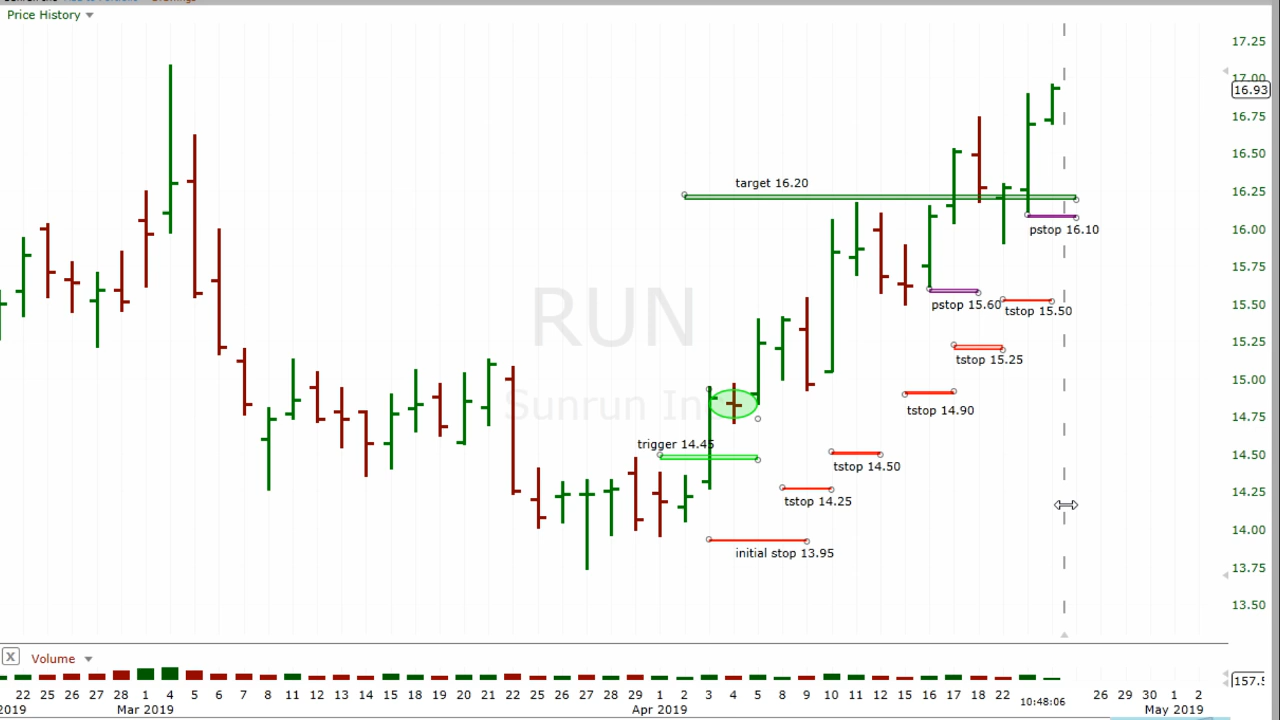 Price History
17.25
17.00
16.93
16.75
16.50
target 16.20
16.25
16.00
pstop 16.10
15.75
RUN
15.50
pstop 15.60
tstop 15.50
15.25
tstop 15.25
15.00
Sunrun In
tstop 14.90
14.75
trigger 14.45
14.50
tstop 14.50
14.25
tstop 14.25
14.00
initial stop 13.95
13.75
13.50
X Volume
157.5
22 25 26 27 28 1 4 5 6 7 8 11 12 13 14 15 18 19 20 21 22 25 26 27 28 29 1 2 3 4 5 8 9 10 11 12 15 16 17 18 22 26 29 30 1 2
10:48:06
2019 Mar 2019 Apr 2019 May 2019